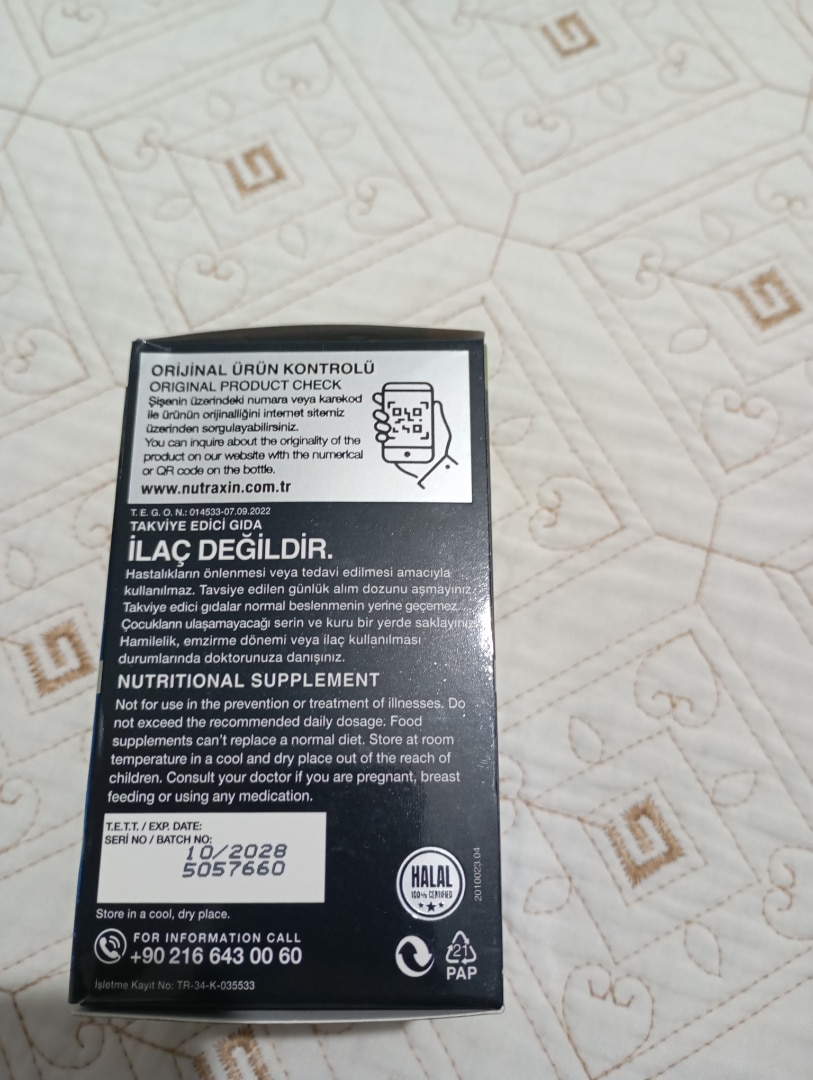 ORİJİNAL ÜRÜN KONTROLÜ
ORIGINAL PRODUCT CHECK
Şişenin üzerindeki numara veya karekod
ile ürünün orijinalliğini internet sitemiz
üzerinden sorgulayabilirsiniz.
You can inquire about the originality of the
product on our website with the numerical
or QR code on the bottle.
www.nutraxin.com.tr
T. E. G. O. N.: 014533-07.09.2022
TAKVİYE EDİCİ GIDA
İLAÇ DEĞİLDİR.
Hastalıkların önlenmesi veya tedavi edilmesi amacıyla
kullanılmaz. Tavsiye edilen günlük alım dozunu aşmayınız.
Takviye edici gıdalar normal beslenmenin yerine geçemez.
Çocukların ulaşamayacağı serin ve kuru bir yerde saklayınız.
Hamilelik, emzirme dönemi veya ilaç kullanılması
durumlarında doktorunuza danışınız.
NUTRITIONAL SUPPLEMENT
Not for use in the prevention or treatment of illnesses. Do
not exceed the recommended daily dosage. Food
supplements can't replace a normal diet. Store at room
temperature in a cool and dry place out of the reach of
children. Consult your doctor if you are pregnant, breast
feeding or using any medication.
T.E.T.T. / EXP. DATE:
SERİ NO / BATCH NO:
10/2028
5057660
HALAL
100% CERTIFIED
2010023.04
Store in a cool, dry place.
FOR INFORMATION CALL
+90 216 643 00 60
21
PAP
İşletme Kayıt No: TR-34-K-035533